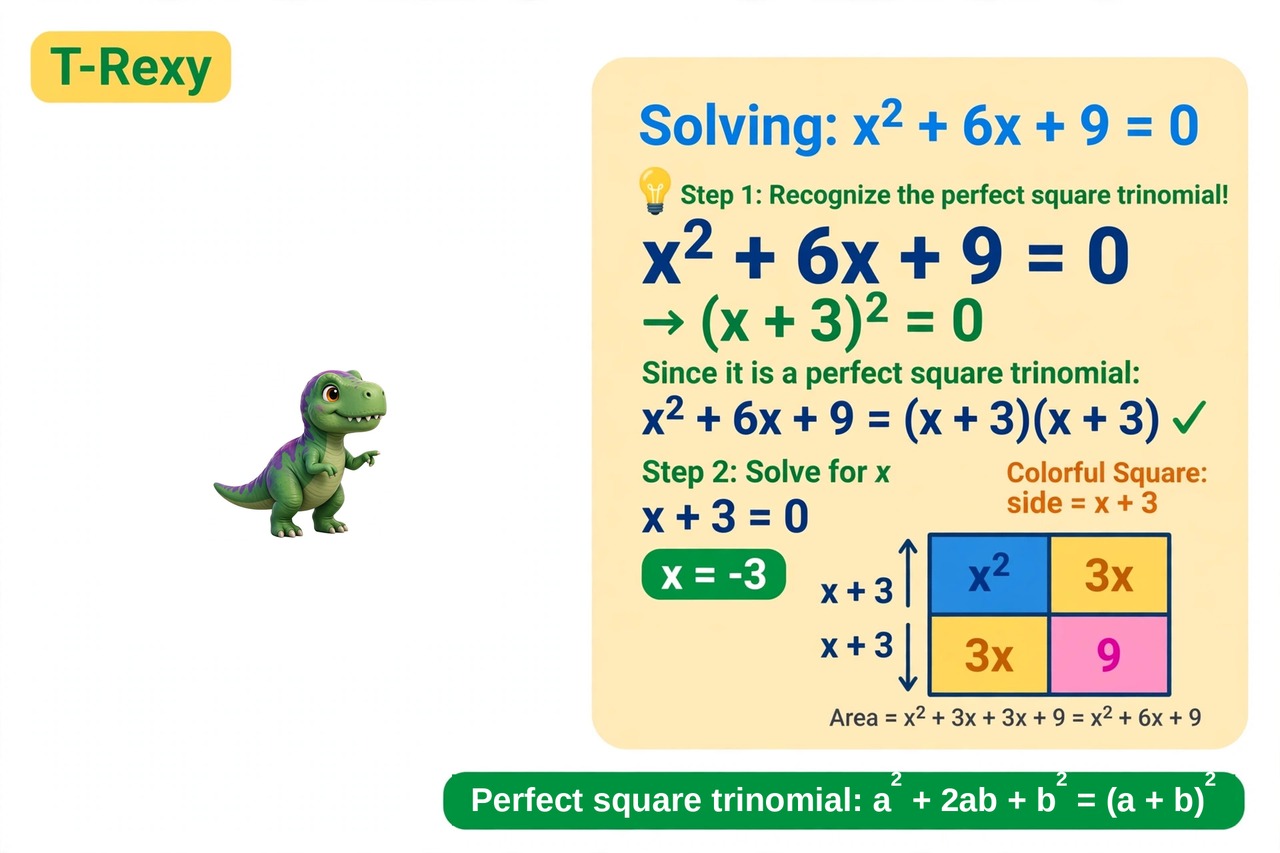 T-Rexy
Solving: x² + 6x + 9 = 0
Step 1: Recognize the perfect square trinomial!
x² + 6x + 9 = 0
→ (x + 3)² = 0
Since it is a perfect square trinomial:
x² + 6x + 9 = (x + 3)(x + 3) ✓
Step 2: Solve for x
x + 3 = 0
x = -3
Colorful Square:
side = x + 3
x + 3
x + 3
x² 3x
3x 9
Area = x² + 3x + 3x + 9 = x² + 6x + 9
Perfect square trinomial: a² + 2ab + b² = (a + b)²